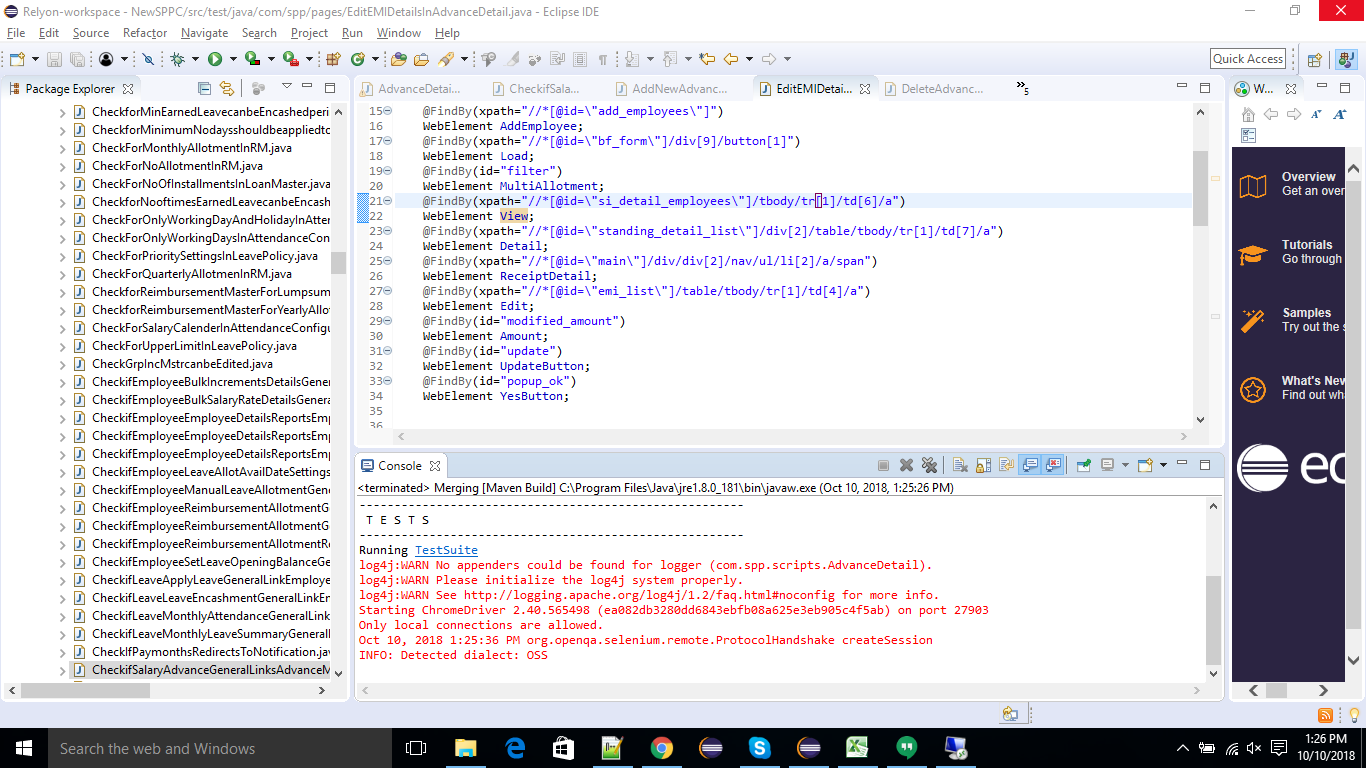 Relyon-workspace - NewSPPC/src/test/java/com/spp/pages/EditEMIDetailsInAdvanceDetail.java - Eclipse IDE
File Edit Source Refactor Navigate Search Project Run Window Help
Quick Access
Package Explorer
CheckforMinEarnedLeavecanbeEncashedperi
CheckforMinimumNodaysshouldbeappliedtc
CheckForMonthlyAllotmentInRM.java
CheckForNoAllotmentInRM.java
CheckForNoOfInstallmentsInLoanMaster.java
CheckforNooftimesEarnedLeavecanbeEncash
CheckForOnlyWorkingDayAndHolidayInAtter
CheckForOnlyWorkingDaysInAttendanceCon
CheckForPrioritySettingsInLeavePolicy.java
CheckForQuarterlyAllotmenInRM.java
CheckforReimbursementMasterForLumpsum
CheckforReimbursementMasterForYearlyAllot
CheckForSalaryCalenderInAttendanceConfigu
CheckForUpperLimitInLeavePolicy.java
CheckGrpIncMstrcanbeEdited.java
CheckifEmployeeBulkIncrementsDetailsGener
CheckifEmployeeBulkSalaryRateDetailsGenera
CheckifEmployeeEmployeeDetailsReportsEmp
CheckifEmployeeEmployeeDetailsReportsEmp
CheckifEmployeeEmployeeDetailsReportsEmp
CheckifEmployeeLeaveAllotAvailDateSettings
CheckifEmployeeManualLeaveAllotmentGene
CheckifEmployeeReimbursementAllotmentG
CheckifEmployeeReimbursementAllotmentG
CheckifEmployeeReimbursementAllotmentRe
CheckifEmployeeSetLeaveOpeningBalanceGe
CheckifLeaveApplyLeaveGeneralLinkEmploye
CheckifLeaveLeaveEncashmentGeneralLinkEn
CheckifLeaveMonthlyAttendanceGeneralLink
CheckifLeaveMonthlyLeaveSummaryGeneral
CheckIfPaymonthsRedirectsToNotification.jav
CheckifSalaryAdvanceGeneralLinksAdvanceM
AdvanceDetai... CheckifSala... AddNewAdvanc... EditEMIDetai... DeleteAdvanc... »5
15 @FindBy(xpath="//*[@id=\"add_employees\"]")
16 WebElement AddEmployee;
17 @FindBy(xpath="//*[@id=\"bf_form\"]/div[9]/button[1]")
18 WebElement Load;
19 @FindBy(id="filter")
20 WebElement MultiAllotment;
21 @FindBy(xpath="//*[@id=\"si_detail_employees\"]/tbody/tr[1]/td[6]/a")
22 WebElement View;
23 @FindBy(xpath="//*[@id=\"standing_detail_list\"]/div[2]/table/tbody/tr[1]/td[7]/a")
24 WebElement Detail;
25 @FindBy(xpath="//*[@id=\"main\"]/div/div[2]/nav/ul/li[2]/a/span")
26 WebElement ReceiptDetail;
27 @FindBy(xpath="//*[@id=\"emi_list\"]/table/tbody/tr[1]/td[4]/a")
28 WebElement Edit;
29 @FindBy(id="modified_amount")
30 WebElement Amount;
31 @FindBy(id="update")
32 WebElement UpdateButton;
33 @FindBy(id="popup_ok")
34 WebElement YesButton;
35
36
Console
<terminated> Merging [Maven Build] C:\Program Files\Java\jre1.8.0_181\bin\javaw.exe (Oct 10, 2018, 1:25:26 PM)
-------------------------------------------------------
T E S T S
-------------------------------------------------------
Running TestSuite
log4j:WARN No appenders could be found for logger (com.spp.scripts.AdvanceDetail).
log4j:WARN Please initialize the log4j system properly.
log4j:WARN See http://logging.apache.org/log4j/1.2/faq.html#noconfig for more info.
Starting ChromeDriver 2.40.565498 (ea082db3280dd6843ebfb08a625e3eb905c4f5ab) on port 27903
Only local connections are allowed.
Oct 10, 2018 1:25:36 PM org.openqa.selenium.remote.ProtocolHandshake createSession
INFO: Detected dialect: OSS
W...
Overview
Get an over
Tutorials
Go through
Samples
Try out the s
What's New
Find out wha
ec
Search the web and Windows
1:26 PM
10/10/2018